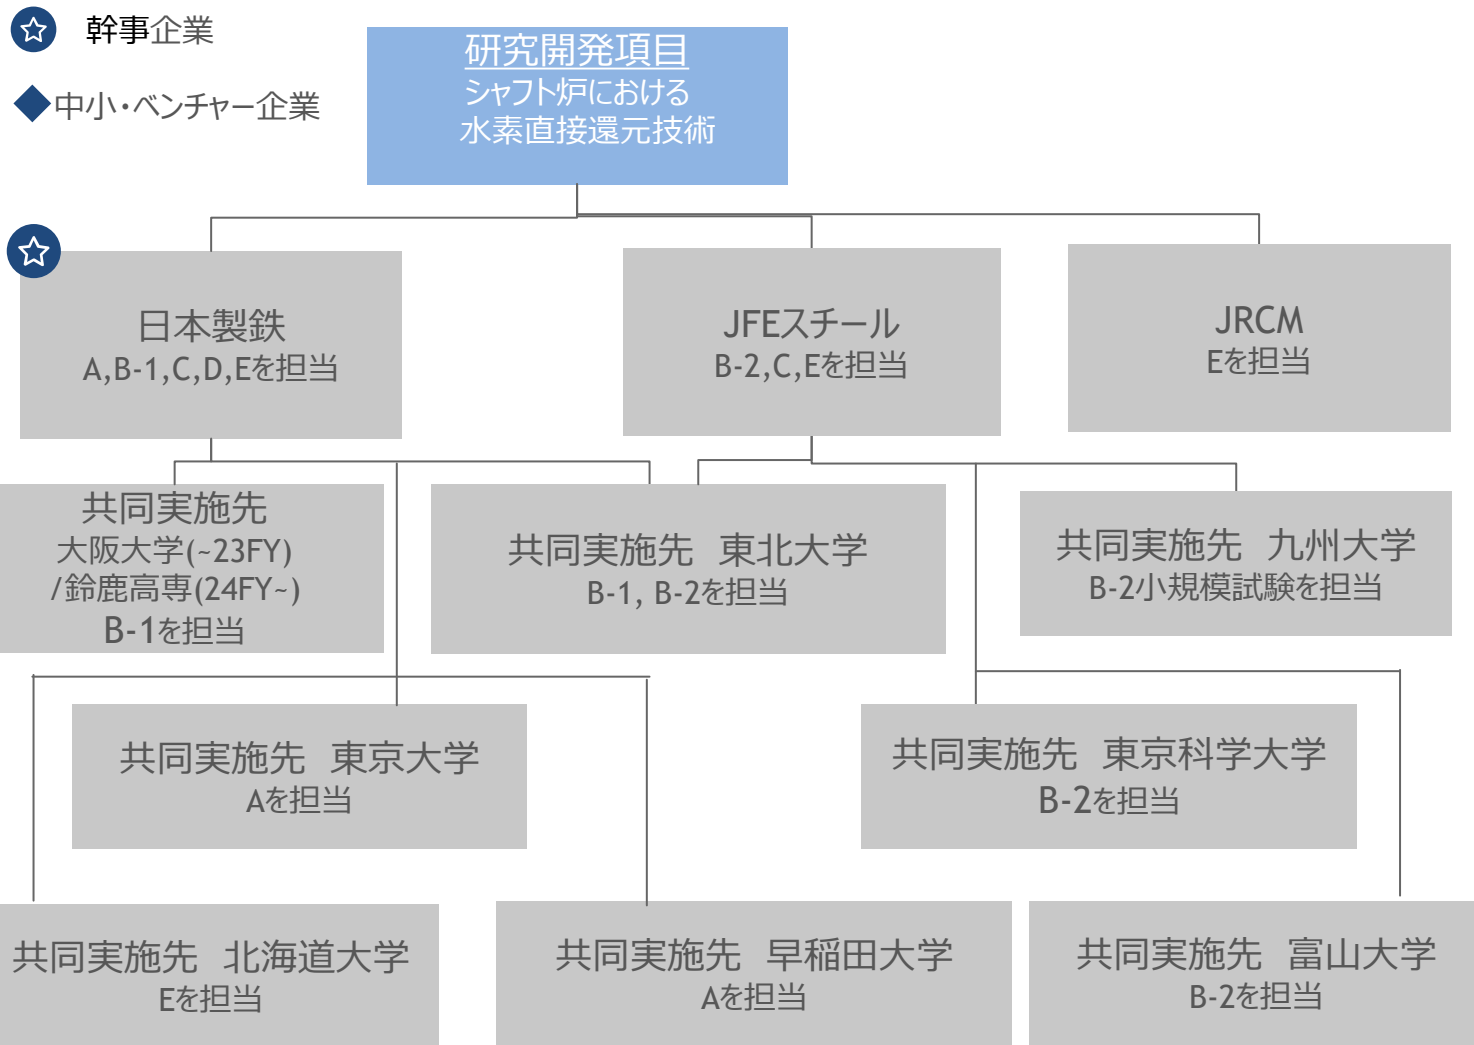 幹事企業
中小・ベンチャー企業
研究開発項目
シャフト炉における
水素直接還元技術
日本製鉄
A,B-1,C,D,Eを担当
JFEスチール
B-2,C,Eを担当
JRCM
Eを担当
共同実施先
大阪大学(~23FY)
/鈴鹿高専(24FY~)
B-1を担当
共同実施先　東北大学
B-1, B-2を担当
共同実施先　九州大学
B-2小規模試験を担当
共同実施先　東京大学
Aを担当
共同実施先　東京科学大学
B-2を担当
共同実施先　北海道大学
Eを担当
共同実施先　早稲田大学
Aを担当
共同実施先　富山大学
B-2を担当